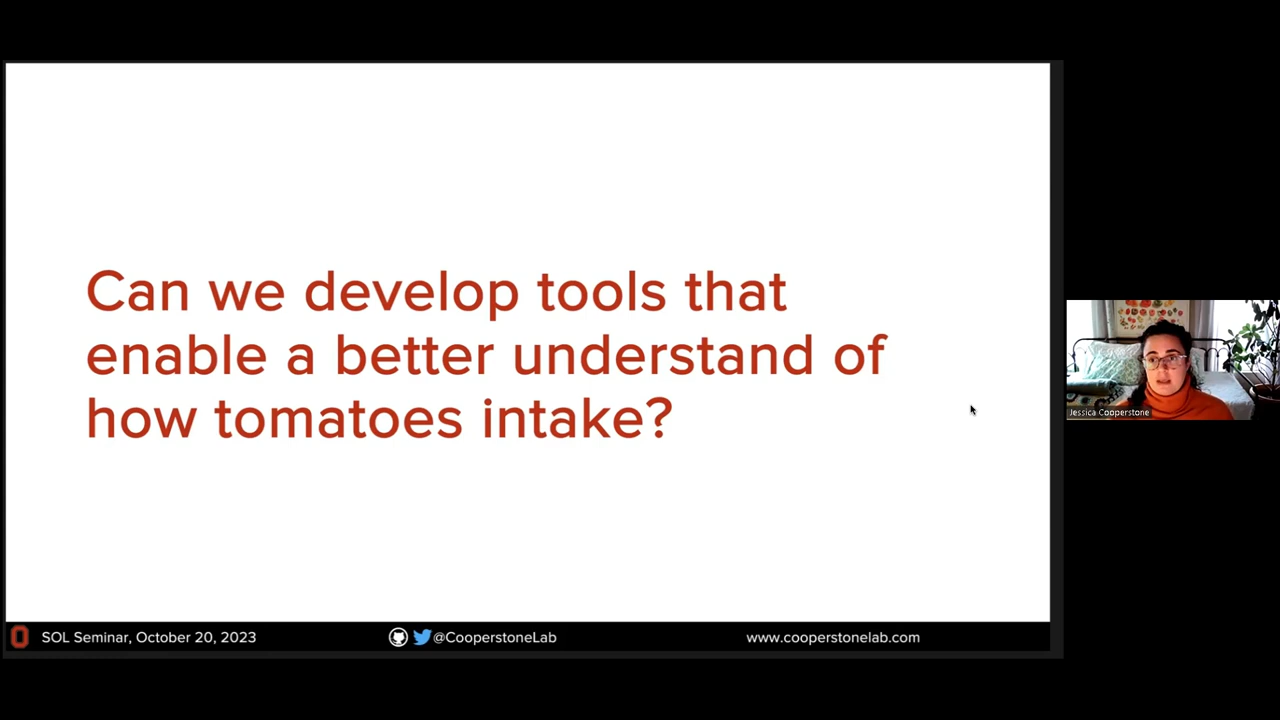 Can we develop tools that
enable a better understand of
how tomatoes intake?
Jessica Cooperstone
SOL Seminar, October 20, 2023
@CooperstoneLab
www.cooperstonelab.com